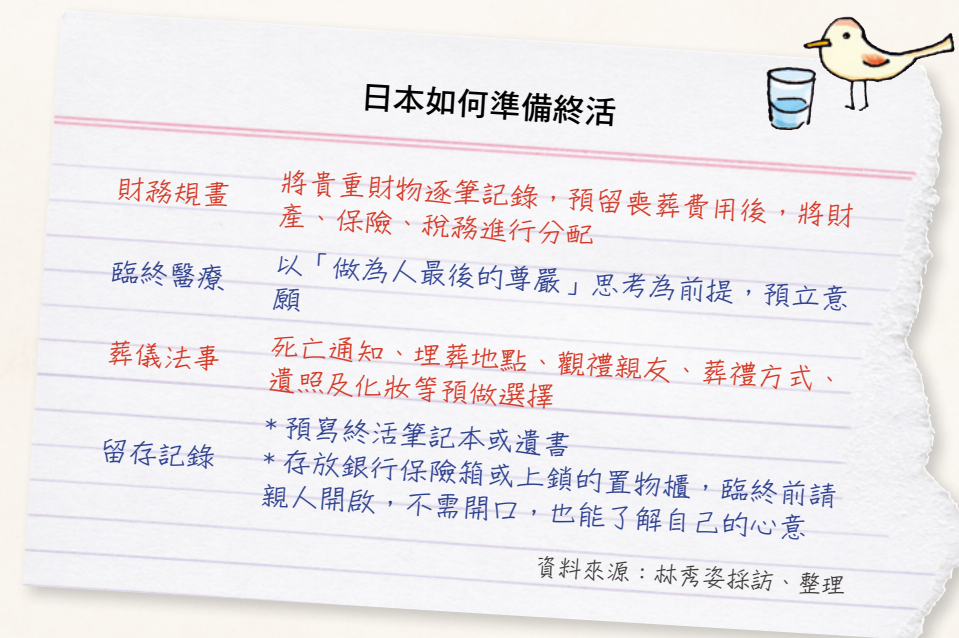 日本如何準備終活
財務規畫
將貴重財物逐筆記錄，預留喪葬費用後，將財
產、保險、稅務進行分配
臨終醫療
以「做為人最後的尊嚴」思考為前提，預立意
願
葬儀法事
死亡通知、埋葬地點、觀禮親友、葬禮方式、
遺照及化妝等預做選擇
留存記錄
*預寫終活筆記本或遺書
*存放銀行保險箱或上鎖的置物櫃，臨終前請
親人開啟，不需開口，也能了解自己的心意
資料來源：林秀姿採訪、整理